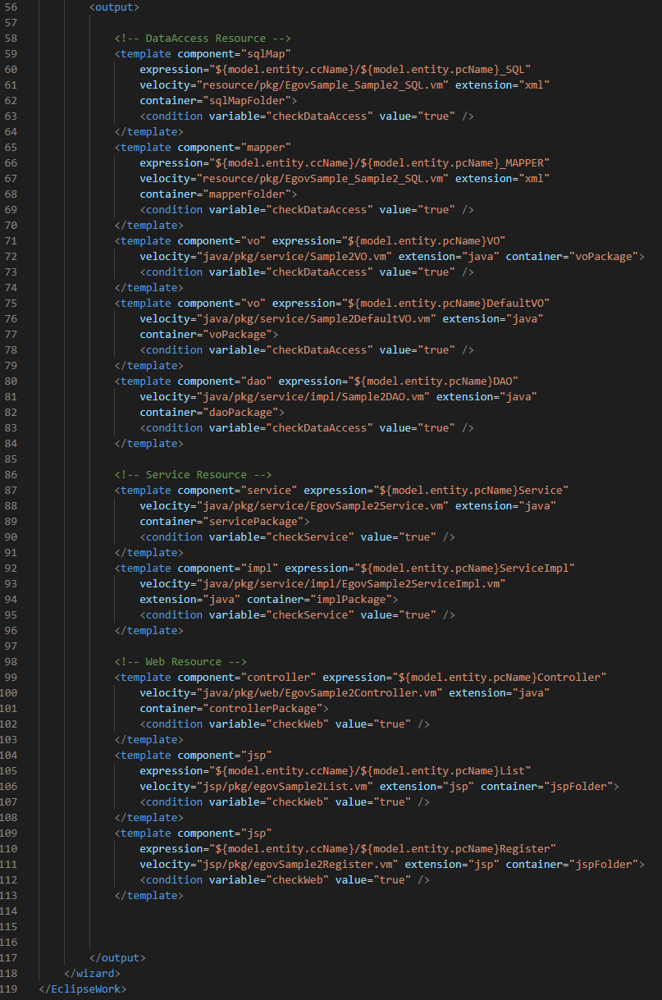 56 <output>
57
58 <!-- DataAccess Resource -->
59 <template component="sqlMap"
60 expression="${model.entity.ccName}/${model.entity.pcName}_SQL"
61 velocity="resource/pkg/EgovSample_Sample2_SQL.vm" extension="xml"
62 container="sqlMapFolder">
63 <condition variable="checkDataAccess" value="true" />
64 </template>
65 <template component="mapper"
66 expression="${model.entity.ccName}/${model.entity.pcName}_MAPPER"
67 velocity="resource/pkg/EgovSample_Sample2_SQL.vm" extension="xml"
68 container="mapperFolder">
69 <condition variable="checkDataAccess" value="true" />
70 </template>
71 <template component="vo" expression="${model.entity.pcName}VO"
72 velocity="java/pkg/service/Sample2VO.vm" extension="java" container="voPackage">
73 <condition variable="checkDataAccess" value="true" />
74 </template>
75 <template component="vo" expression="${model.entity.pcName}DefaultVO"
76 velocity="java/pkg/service/Sample2DefaultVO.vm" extension="java"
77 container="voPackage">
78 <condition variable="checkDataAccess" value="true" />
79 </template>
80 <template component="dao" expression="${model.entity.pcName}DAO"
81 velocity="java/pkg/service/impl/Sample2DAO.vm" extension="java"
82 container="daoPackage">
83 <condition variable="checkDataAccess" value="true" />
84 </template>
85
86 <!-- Service Resource -->
87 <template component="service" expression="${model.entity.pcName}Service"
88 velocity="java/pkg/service/EgovSample2Service.vm" extension="java"
89 container="servicePackage">
90 <condition variable="checkService" value="true" />
91 </template>
92 <template component="impl" expression="${model.entity.pcName}ServiceImpl"
93 velocity="java/pkg/service/impl/EgovSample2ServiceImpl.vm"
94 extension="java" container="implPackage">
95 <condition variable="checkService" value="true" />
96 </template>
97
98 <!-- Web Resource -->
99 <template component="controller" expression="${model.entity.pcName}Controller"
100 velocity="java/pkg/web/EgovSample2Controller.vm" extension="java"
101 container="controllerPackage">
102 <condition variable="checkWeb" value="true" />
103 </template>
104 <template component="jsp"
105 expression="${model.entity.ccName}/${model.entity.pcName}List"
106 velocity="jsp/pkg/egovSample2List.vm" extension="jsp" container="jspFolder">
107 <condition variable="checkWeb" value="true" />
108 </template>
109 <template component="jsp"
110 expression="${model.entity.ccName}/${model.entity.pcName}Register"
111 velocity="jsp/pkg/egovSample2Register.vm" extension="jsp" container="jspFolder">
112 <condition variable="checkWeb" value="true" />
113 </template>
114
115
116
117 </output>
118 </wizard>
119 </EclipseWork>